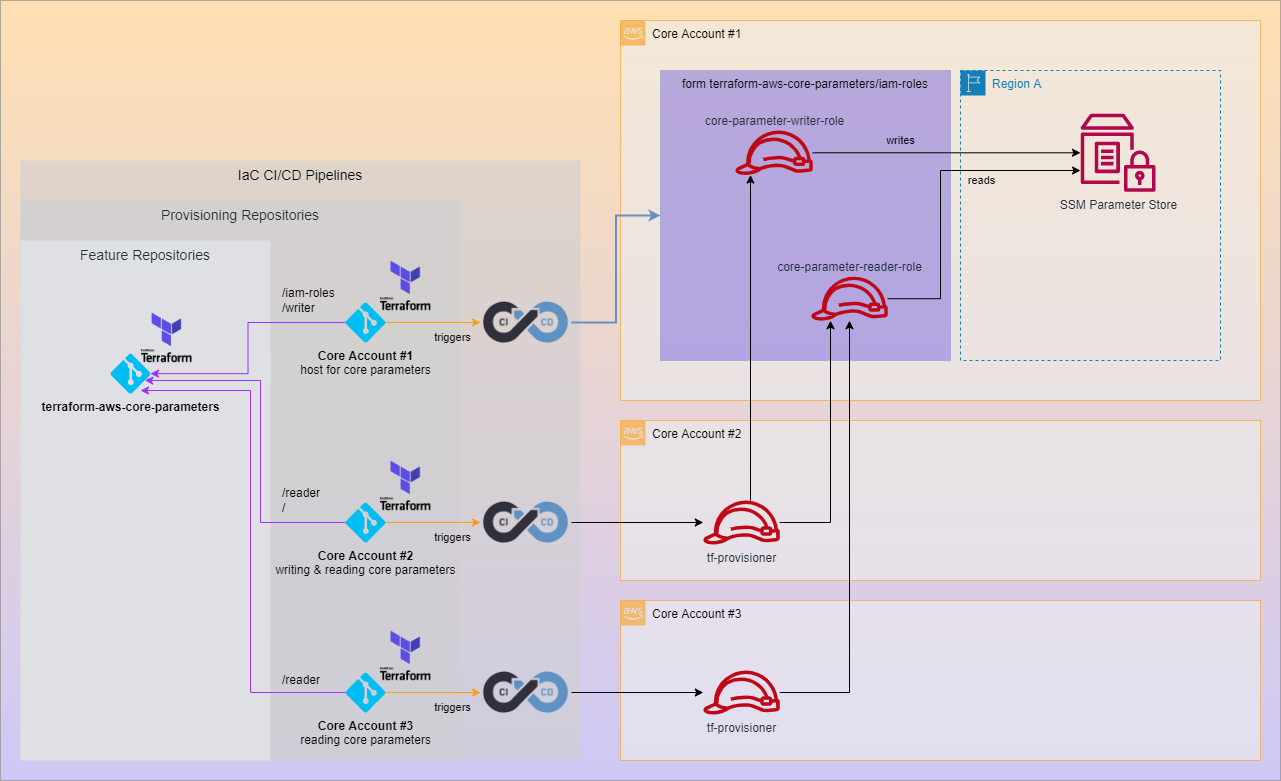 aws
Core Account #1
form terraform-aws-core-parameters/iam-roles
Region A
core-parameter-writer-role
writes
reads
SSM Parameter Store
core-parameter-reader-role
IaC CI/CD Pipelines
Provisioning Repositories
Feature Repositories
/iam-roles
/writer
Terraform
CI CD
triggers
Core Account #1
host for core parameters
Terraform
terraform-aws-core-parameters
aws
Core Account #2
/reader
/
Terraform
CI CD
triggers
Core Account #2
writing & reading core parameters
tf-provisioner
aws
Core Account #3
/reader
Terraform
CI CD
triggers
Core Account #3
reading core parameters
tf-provisioner